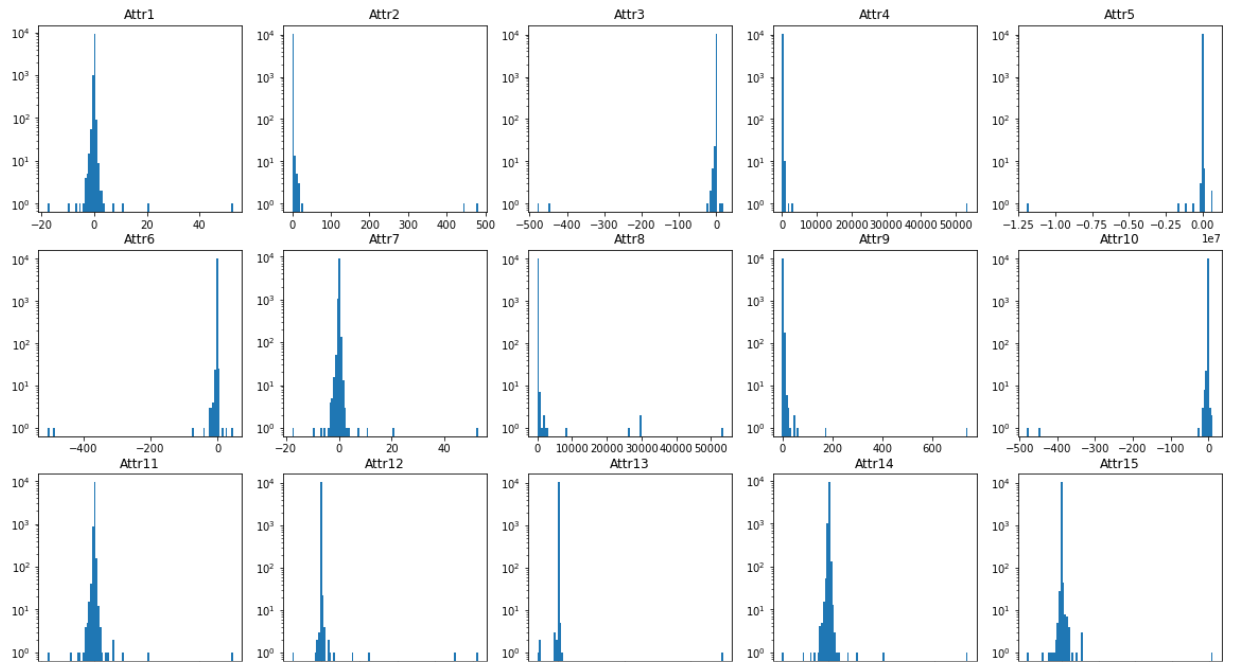 Attr1 Attr2 Attr3 Attr4 Attr5
10⁴ 10⁴ 10⁴ 10⁴ 10⁴
10³ 10³ 10³ 10³ 10³
10² 10² 10² 10² 10²
10¹ 10¹ 10¹ 10¹ 10¹
10⁰ 10⁰ 10⁰ 10⁰ 10⁰
−20 0 20 40 0 100 200 300 400 500 −500 −400 −300 −200 −100 0 0 10000 20000 30000 40000 50000 −1.25 −1.00 −0.75 −0.50 −0.25 0.00
1e7
Attr6 Attr7 Attr8 Attr9 Attr10
10⁴ 10⁴ 10⁴ 10⁴ 10⁴
10³ 10³ 10³ 10³ 10³
10² 10² 10² 10² 10²
10¹ 10¹ 10¹ 10¹ 10¹
10⁰ 10⁰ 10⁰ 10⁰ 10⁰
−400 −200 0 −20 0 20 40 0 10000 20000 30000 40000 50000 0 200 400 600 −500 −400 −300 −200 −100 0
Attr11 Attr12 Attr13 Attr14 Attr15
10⁴ 10⁴ 10⁴ 10⁴ 10⁴
10³ 10³ 10³ 10³ 10³
10² 10² 10² 10² 10²
10¹ 10¹ 10¹ 10¹ 10¹
10⁰ 10⁰ 10⁰ 10⁰ 10⁰